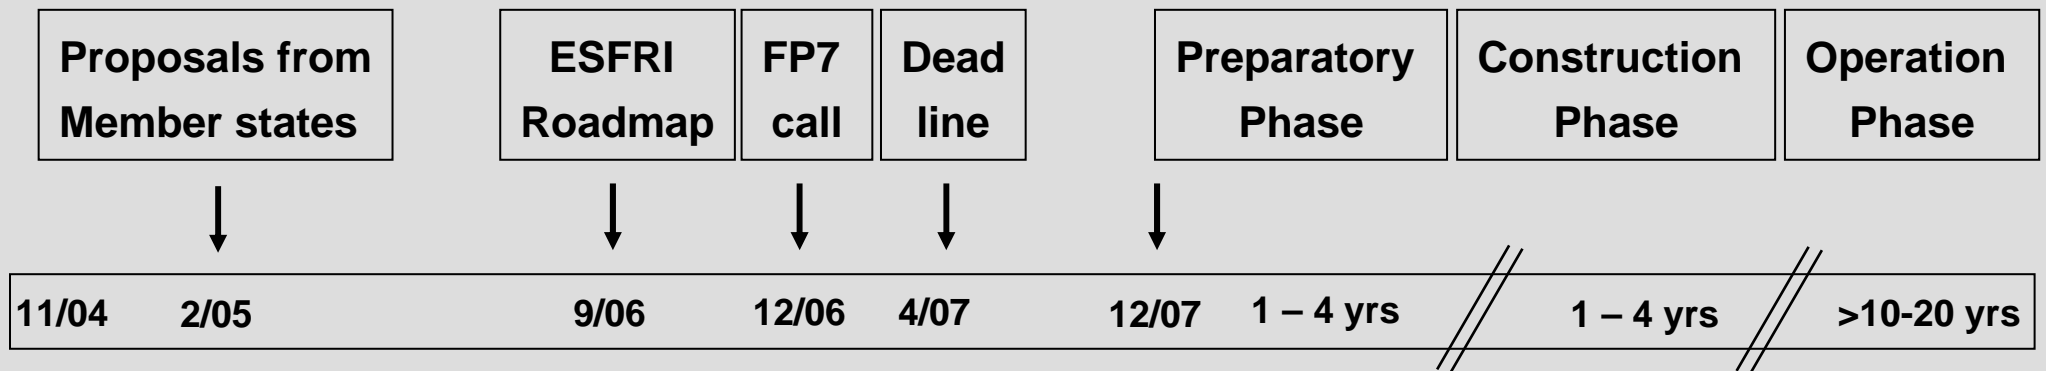 Proposals from
Member states
ESFRI
Roadmap
FP7
call
Dead
line
Preparatory
Phase
Construction
Phase
Operation
Phase
11/04 2/05 9/06 12/06 4/07 12/07 1 – 4 yrs 1 – 4 yrs >10-20 yrs